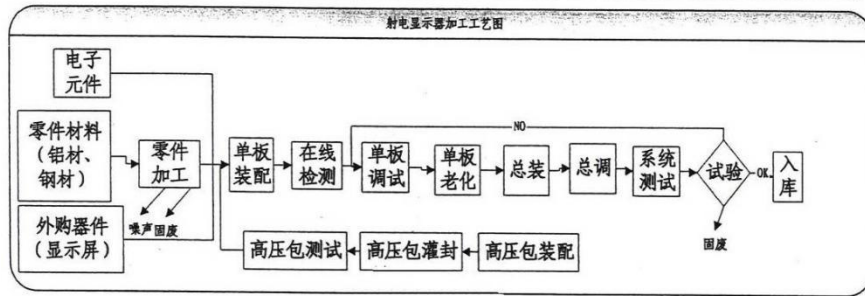 射电显示器加工工艺图
电子
元件
零件材料
(铝材、
钢材)
零件
加工
噪声固废
外购器件
(显示屏)
单板
装配
在线
检测
NO
单板
调试
单板
老化
总装
总调
系统
测试
试验
OK
入
库
固废
高压包测试
高压包灌封
高压包装配